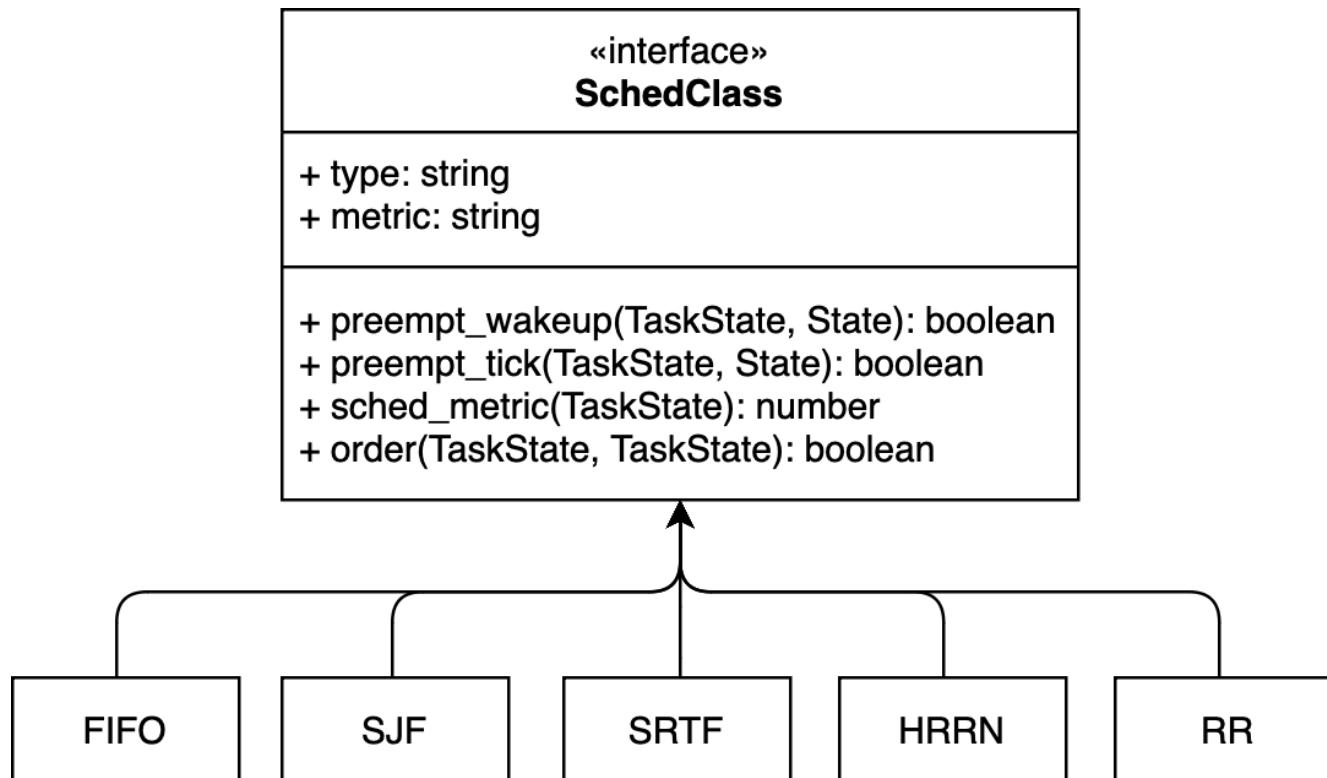 «interface»
SchedClass
+ type: string
+ metric: string
+ preempt_wakeup(TaskState, State): boolean
+ preempt_tick(TaskState, State): boolean
+ sched_metric(TaskState): number
+ order(TaskState, TaskState): boolean
FIFO
SJF
SRTF
HRRN
RR